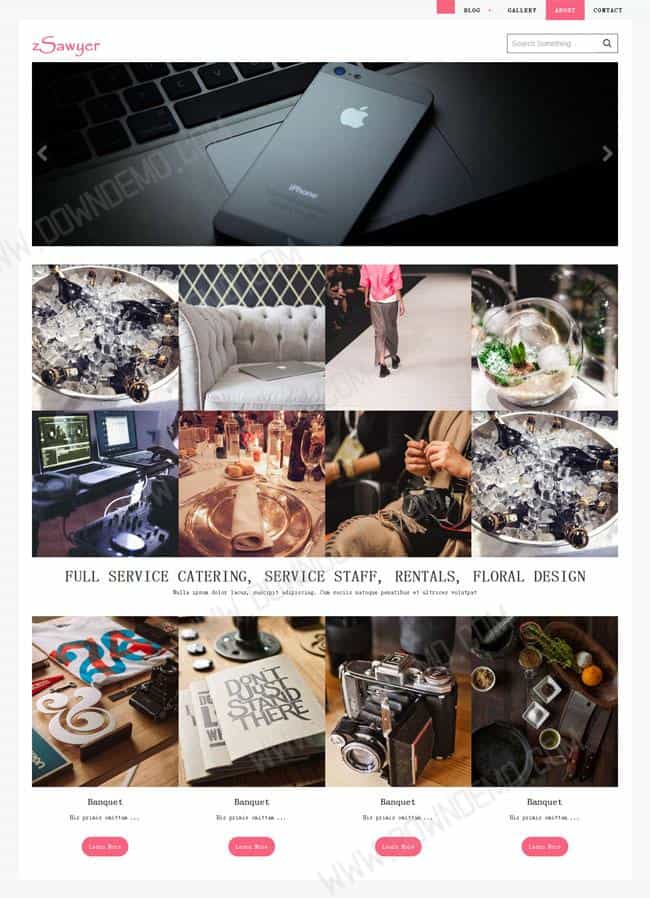 BLOG
GALLERY
ABOUT
CONTACT
zSawyer
Search Something...
iPhone
FULL SERVICE CATERING, SERVICE STAFF, RENTALS, FLORAL DESIGN
Nulla ipsum dolor lacus, suscipit adipiscing. Cum sociis natoque penatibus et ultrices volutpat
&
DON'T
JUST
STAND
THERE
Banquet
Banquet
Banquet
Banquet
His primis omittam ...
His primis omittam ...
His primis omittam ...
His primis omittam ...
Learn More
Learn More
Learn More
Learn More
WWW.DOWNDEMO.COM